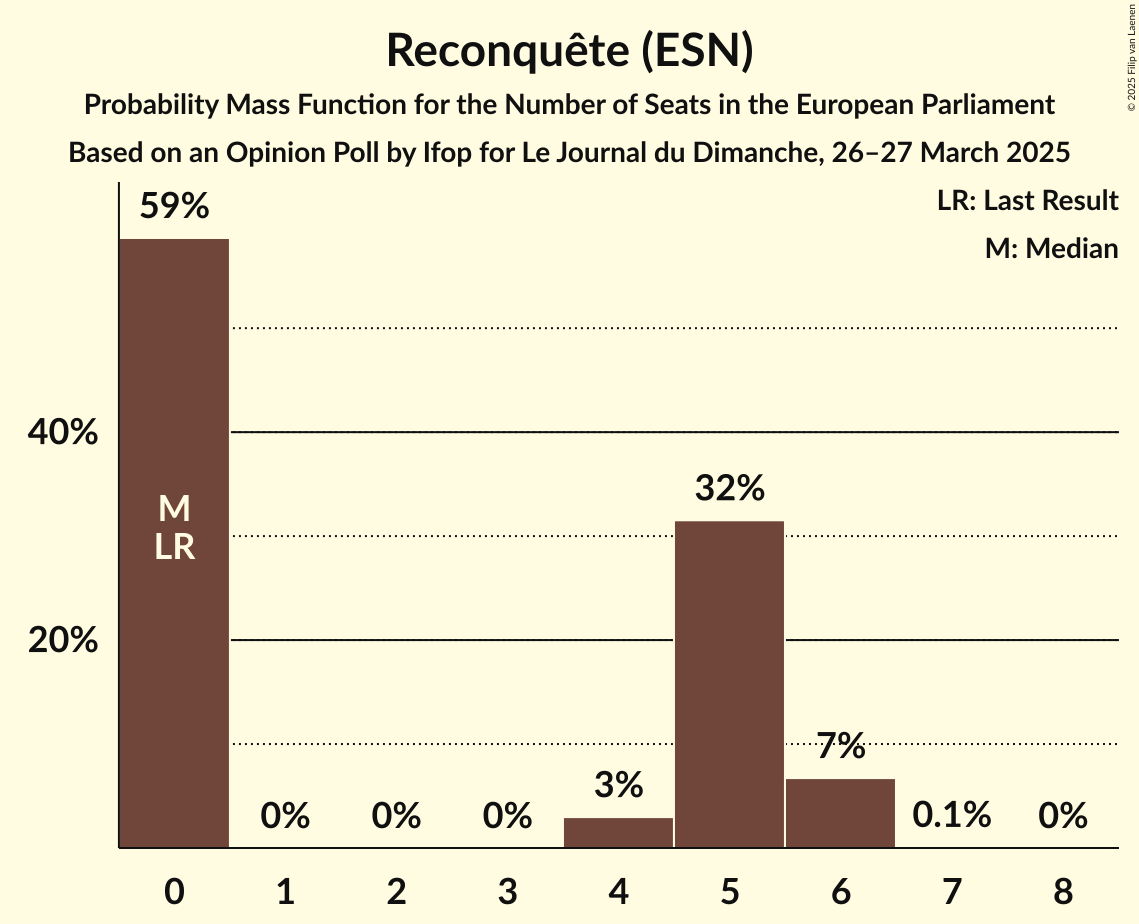 Reconquête (ESN)
Probability Mass Function for the Number of Seats in the European Parliament
Based on an Opinion Poll by Ifop for Le Journal du Dimanche, 26–27 March 2025
© 2025 Filip van Laenen
LR: Last Result
M: Median
59%
40%
20%
M
LR
0%
0%
0%
3%
32%
7%
0.1%
0%
0 1 2 3 4 5 6 7 8